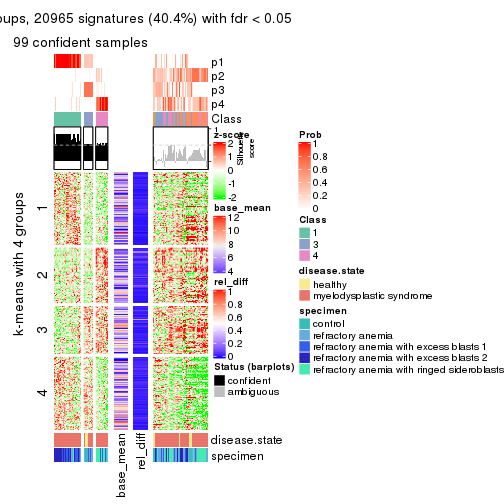 oups, 20965 signatures (40.4%) with fdr < 0.05
99 confident samples
p1
p2
p3
p4
Class
1
Silhouette
score
z-score
2
1
0
-1
-2
base_mean
12
10
8
6
4
rel_diff
1
0.8
0.6
0.4
0.2
0
Status (barplots)
confident
ambiguous
Prob
1
0.8
0.6
0.4
0.2
0
Class
1
3
4
disease.state
healthy
myelodysplastic syndrome
specimen
control
refractory anemia
refractory anemia with excess blasts 1
refractory anemia with excess blasts 2
refractory anemia with ringed sideroblasts
k-means with 4 groups
1
2
3
4
disease.state
specimen
base_mean
rel_diff